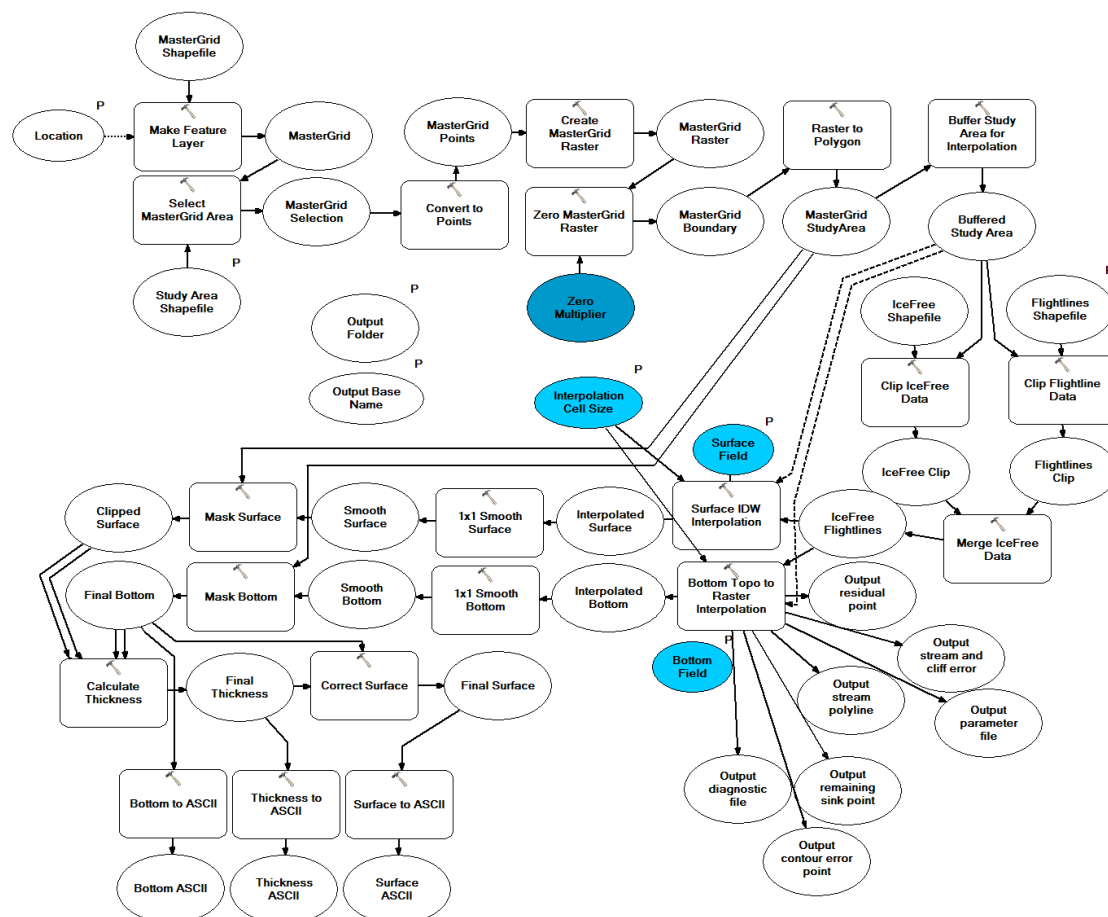 MasterGrid
Shapefile
P
Location
Make Feature
Layer
MasterGrid
MasterGrid
Points
Create
MasterGrid
Raster
MasterGrid
Raster
Raster to
Polygon
Buffer Study
Area for
Interpolation
Select
MasterGrid Area
MasterGrid
Selection
Convert to
Points
Zero MasterGrid
Raster
MasterGrid
Boundary
MasterGrid
StudyArea
Buffered
Study Area
P
Study Area
Shapefile
P
Output
Folder
Zero
Multiplier
IceFree
Shapefile
P
Flightlines
Shapefile
P
Output Base
Name
P
Interpolation
Cell Size
Clip IceFree
Data
Clip Flightline
Data
P
Surface
Field
IceFree Clip
Flightlines
Clip
Clipped
Surface
Mask Surface
Smooth
Surface
1x1 Smooth
Surface
Interpolated
Surface
Surface IDW
Interpolation
IceFree
Flightlines
Merge IceFree
Data
Final Bottom
Mask Bottom
Smooth
Bottom
1x1 Smooth
Bottom
Interpolated
Bottom
Bottom Topo to
Raster
Interpolation
Output
residual
point
P
Bottom
Field
Output
stream and
cliff error
Calculate
Thickness
Final
Thickness
Correct Surface
Final Surface
Output
stream
polyline
Output
parameter
file
Bottom to ASCII
Thickness to
ASCII
Surface to ASCII
Output
diagnostic
file
Output
remaining
sink point
Output
contour error
point
Bottom ASCII
Thickness
ASCII
Surface
ASCII